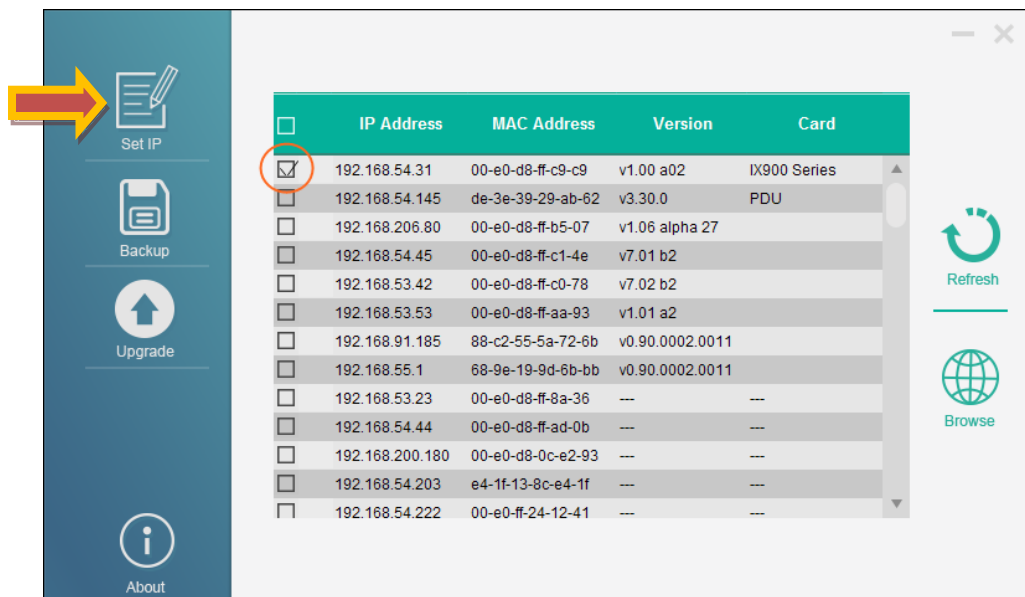 Set IP
Backup
Upgrade
About
IP Address MAC Address Version Card
192.168.54.31 00-e0-d8-ff-c9-c9 v1.00 a02 IX900 Series
192.168.54.145 de-3e-39-29-ab-62 v3.30.0 PDU
192.168.206.80 00-e0-d8-ff-b5-07 v1.06 alpha 27
192.168.54.45 00-e0-d8-ff-c1-4e v7.01 b2
192.168.53.42 00-e0-d8-ff-c0-78 v7.02 b2
192.168.53.53 00-e0-d8-ff-aa-93 v1.01 a2
192.168.91.185 88-c2-55-5a-72-6b v0.90.0002.0011
192.168.55.1 68-9e-19-9d-6b-bb v0.90.0002.0011
192.168.53.23 00-e0-d8-ff-8a-36 --- ---
192.168.54.44 00-e0-d8-ff-ad-0b --- ---
192.168.200.180 00-e0-d8-0c-e2-93 --- ---
192.168.54.203 e4-1f-13-8c-e4-1f --- ---
192.168.54.222 00-e0-ff-24-12-41 --- ---
Refresh
Browse